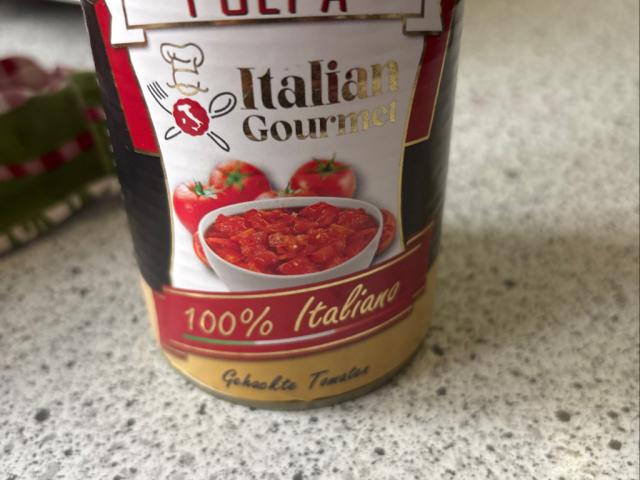 POLPA
Italian
Gourmet
100% Italiano
Gehackte Tomaten